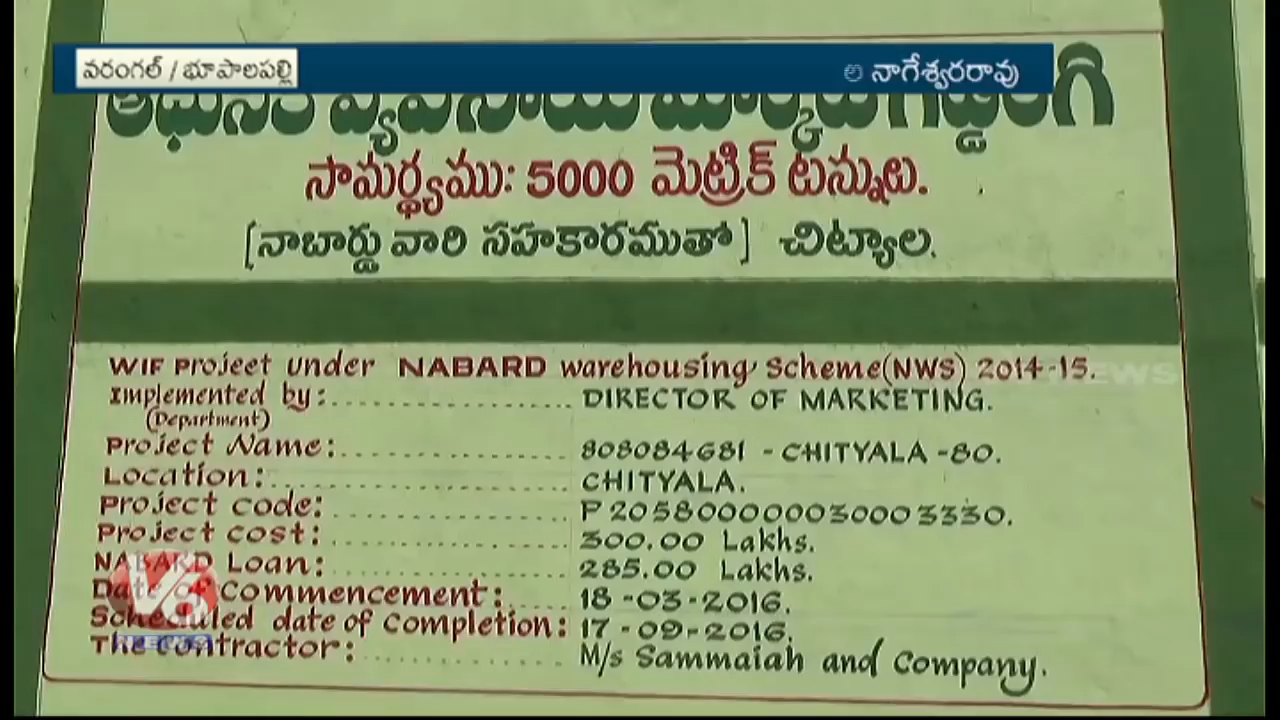 వరంగల్ / భూపాలపల్లి
నాగేశ్వరరావు
సామర్థ్యము: 5000 మెట్రిక్ టన్నులు.
[నాబార్డు వారి సహకారముతో] చిట్యాల.
WIF Project under NABARD warehousing Scheme(NWS) 2014-15.
Implemented by:.......................... DIRECTOR OF MARKETING.
(Department)
Project Name:......................... 808084681 - CHITYALA -80.
Location:................................. CHITYALA.
Project code: .......................... P 20580000030003330.
Project cost: .......................... 300.00 Lakhs.
NABARD Loan: ......................... 285.00 Lakhs.
Date of Commencement: ....... 18-03-2016.
Scheduled date of Completion: 17-09-2016.
The Contractor: ...................... M/s Sammaiah and Company.
V6
NEWS